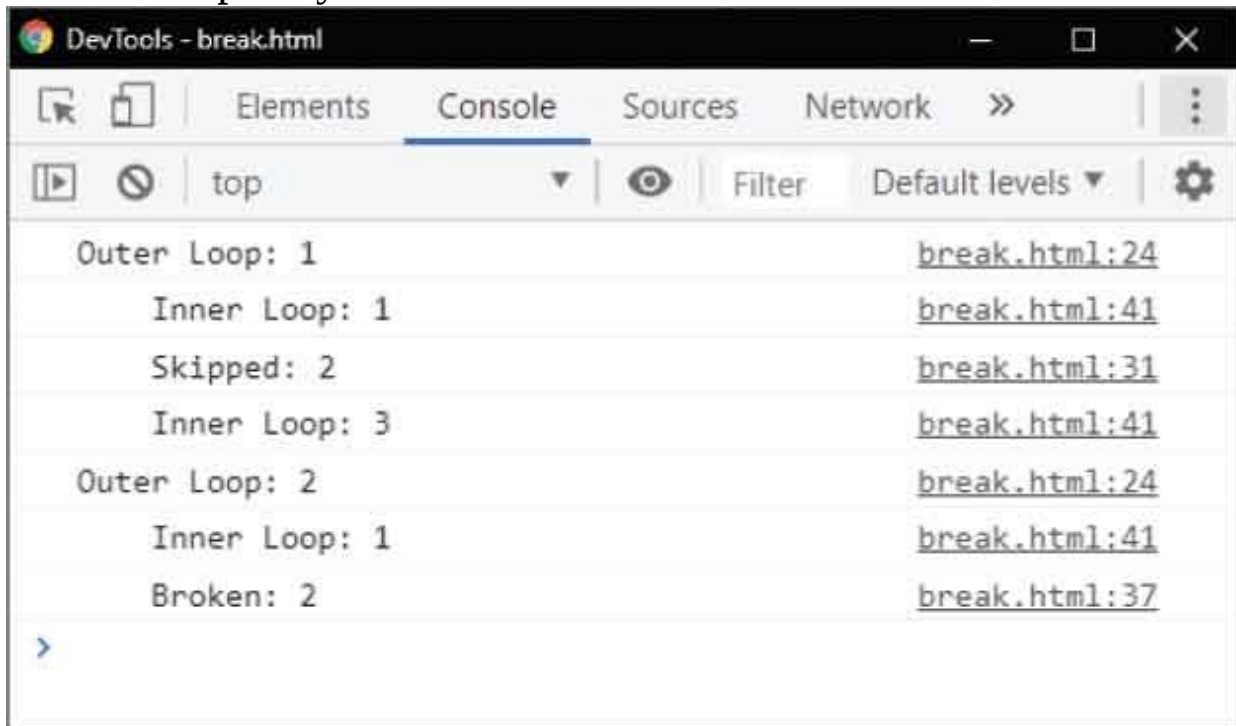 DevTools - break.html
Elements Console Sources Network »
top ▼ Filter Default levels ▼
Outer Loop: 1 break.html:24
Inner Loop: 1 break.html:41
Skipped: 2 break.html:31
Inner Loop: 3 break.html:41
Outer Loop: 2 break.html:24
Inner Loop: 1 break.html:41
Broken: 2 break.html:37
>